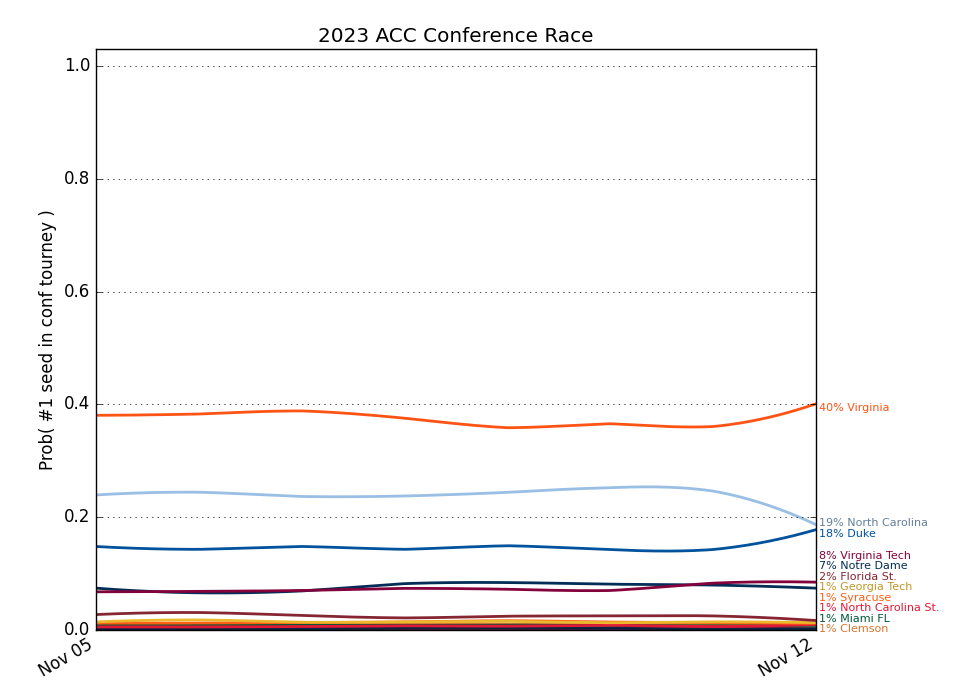 2023 ACC Conference Race
Prob( #1 seed in conf tourney )
1.0
0.8
0.6
0.4
0.2
0.0
Nov 05
Nov 12
40% Virginia
19% North Carolina
18% Duke
8% Virginia Tech
7% Notre Dame
2% Florida St.
1% Georgia Tech
1% Syracuse
1% North Carolina St.
1% Miami FL
1% Clemson